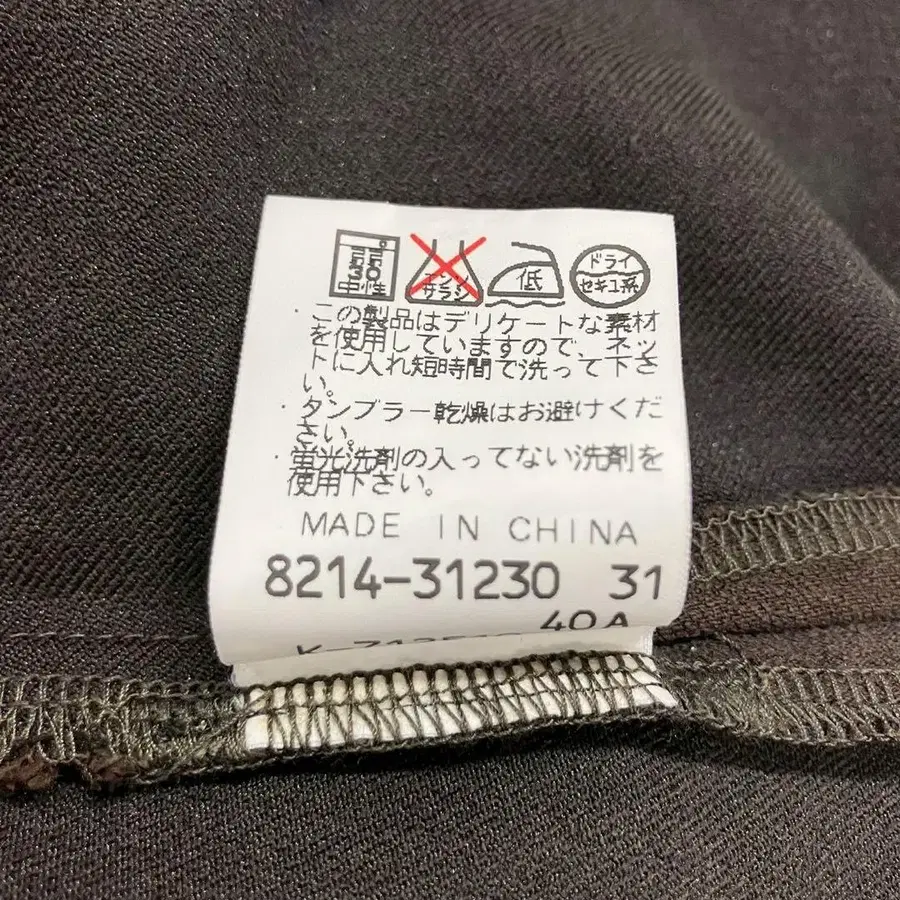 弱 30 中性
エンソ サラシ
低
ドライ セキユ系
・この製品はデリケートな素材
を使用していますので、ネッ
トに入れ短時間で洗って下さ
い。
・タンブラー乾燥はお避けくだ
さい。
・蛍光洗剤の入ってない洗剤を
使用下さい。
MADE IN CHINA
8214-31230 31
40A